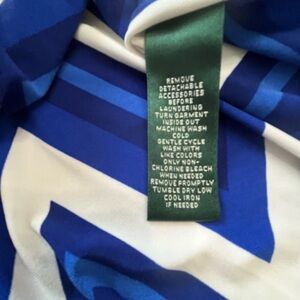 REMOVE
DETACHABLE
ACCESSORIES
BEFORE
LAUNDERING
TURN GARMENT
INSIDE OUT
MACHINE WASH
COLD
GENTLE CYCLE
WASH WITH
LIKE COLORS
ONLY NON-
CHLORINE BLEACH
WHEN NEEDED
REMOVE PROMPTLY
TUMBLE DRY LOW
COOL IRON
IF NEEDED